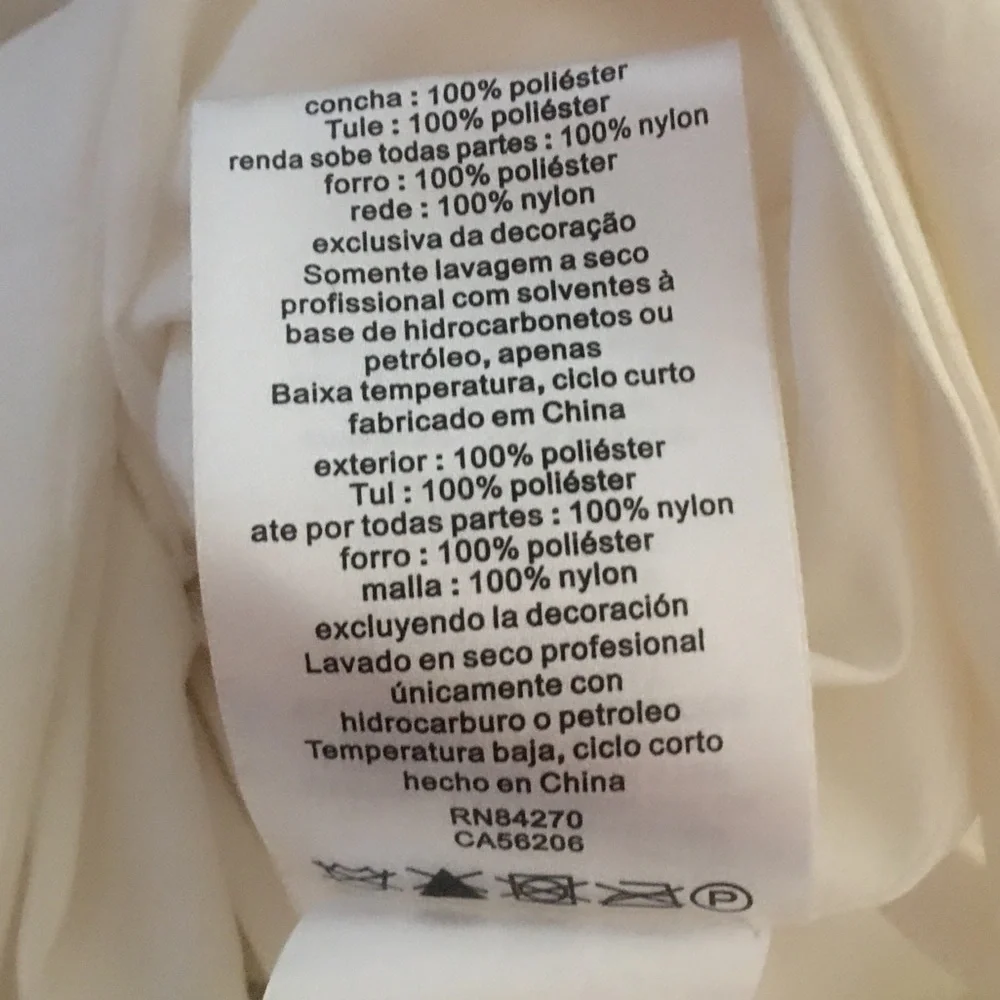 concha : 100% poliéster
Tule : 100% poliéster
renda sobe todas partes : 100% nylon
forro : 100% poliéster
rede : 100% nylon
exclusiva da decoração
Somente lavagem a seco
profissional com solventes à
base de hidrocarbonetos ou
petróleo, apenas
Baixa temperatura, ciclo curto
fabricado em China
exterior : 100% poliéster
Tul : 100% poliéster
ate por todas partes : 100% nylon
forro : 100% poliéster
malla : 100% nylon
excluyendo la decoración
Lavado en seco profesional
únicamente con
hidrocarburo o petroleo
Temperatura baja, ciclo corto
hecho en China
RN84270
CA56206
P